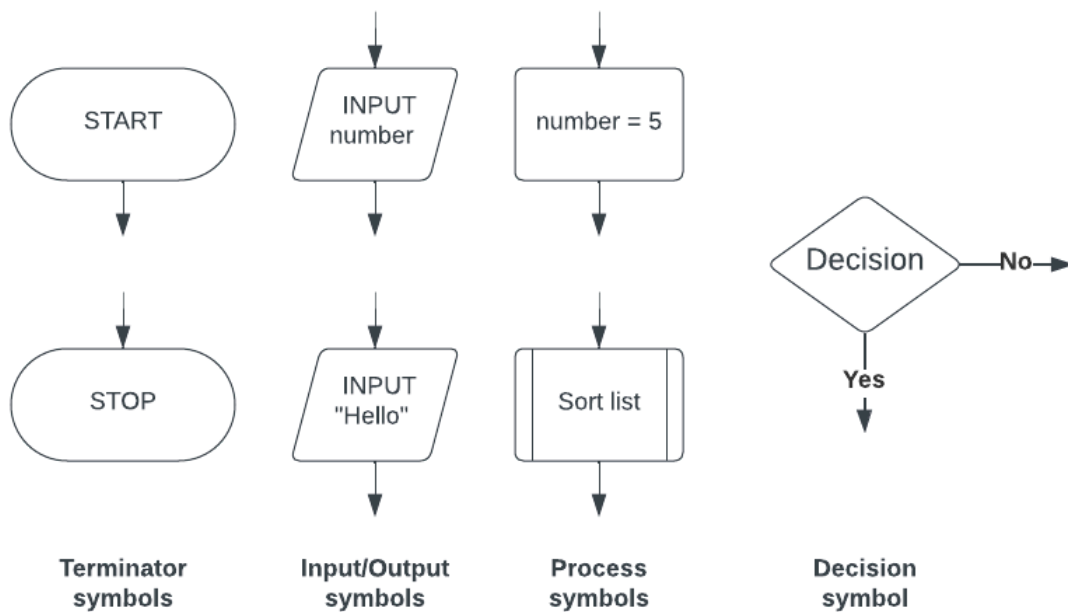 START
INPUT
number
number = 5
Decision
No
Yes
STOP
INPUT
"Hello"
Sort list
Terminator
symbols
Input/Output
symbols
Process
symbols
Decision
symbol